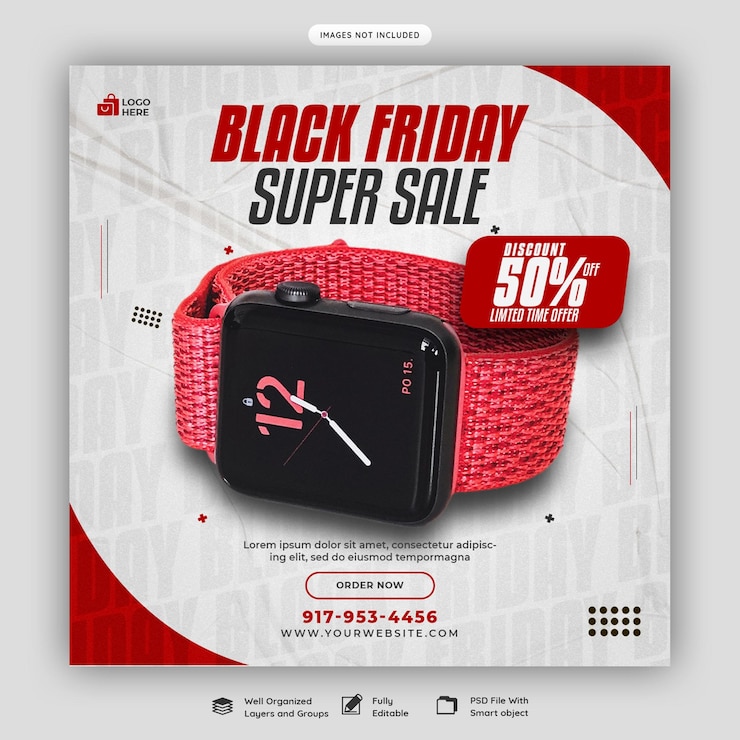 IMAGES NOT INCLUDED
LOGO
HERE
BLACK FRIDAY
SUPER SALE
DISCOUNT
50% OFF
LIMTED TIME OFFER
PO 15.
12
Lorem ipsum dolor sit amet, consectetur adipiscing-
ing elit, sed do eiusmod tempormagna
ORDER NOW
917-953-4456
WWW.YOURWEBSITE.COM
Well Organized
Layers and Groups
Fully
Editable
PSD File With
Smart object